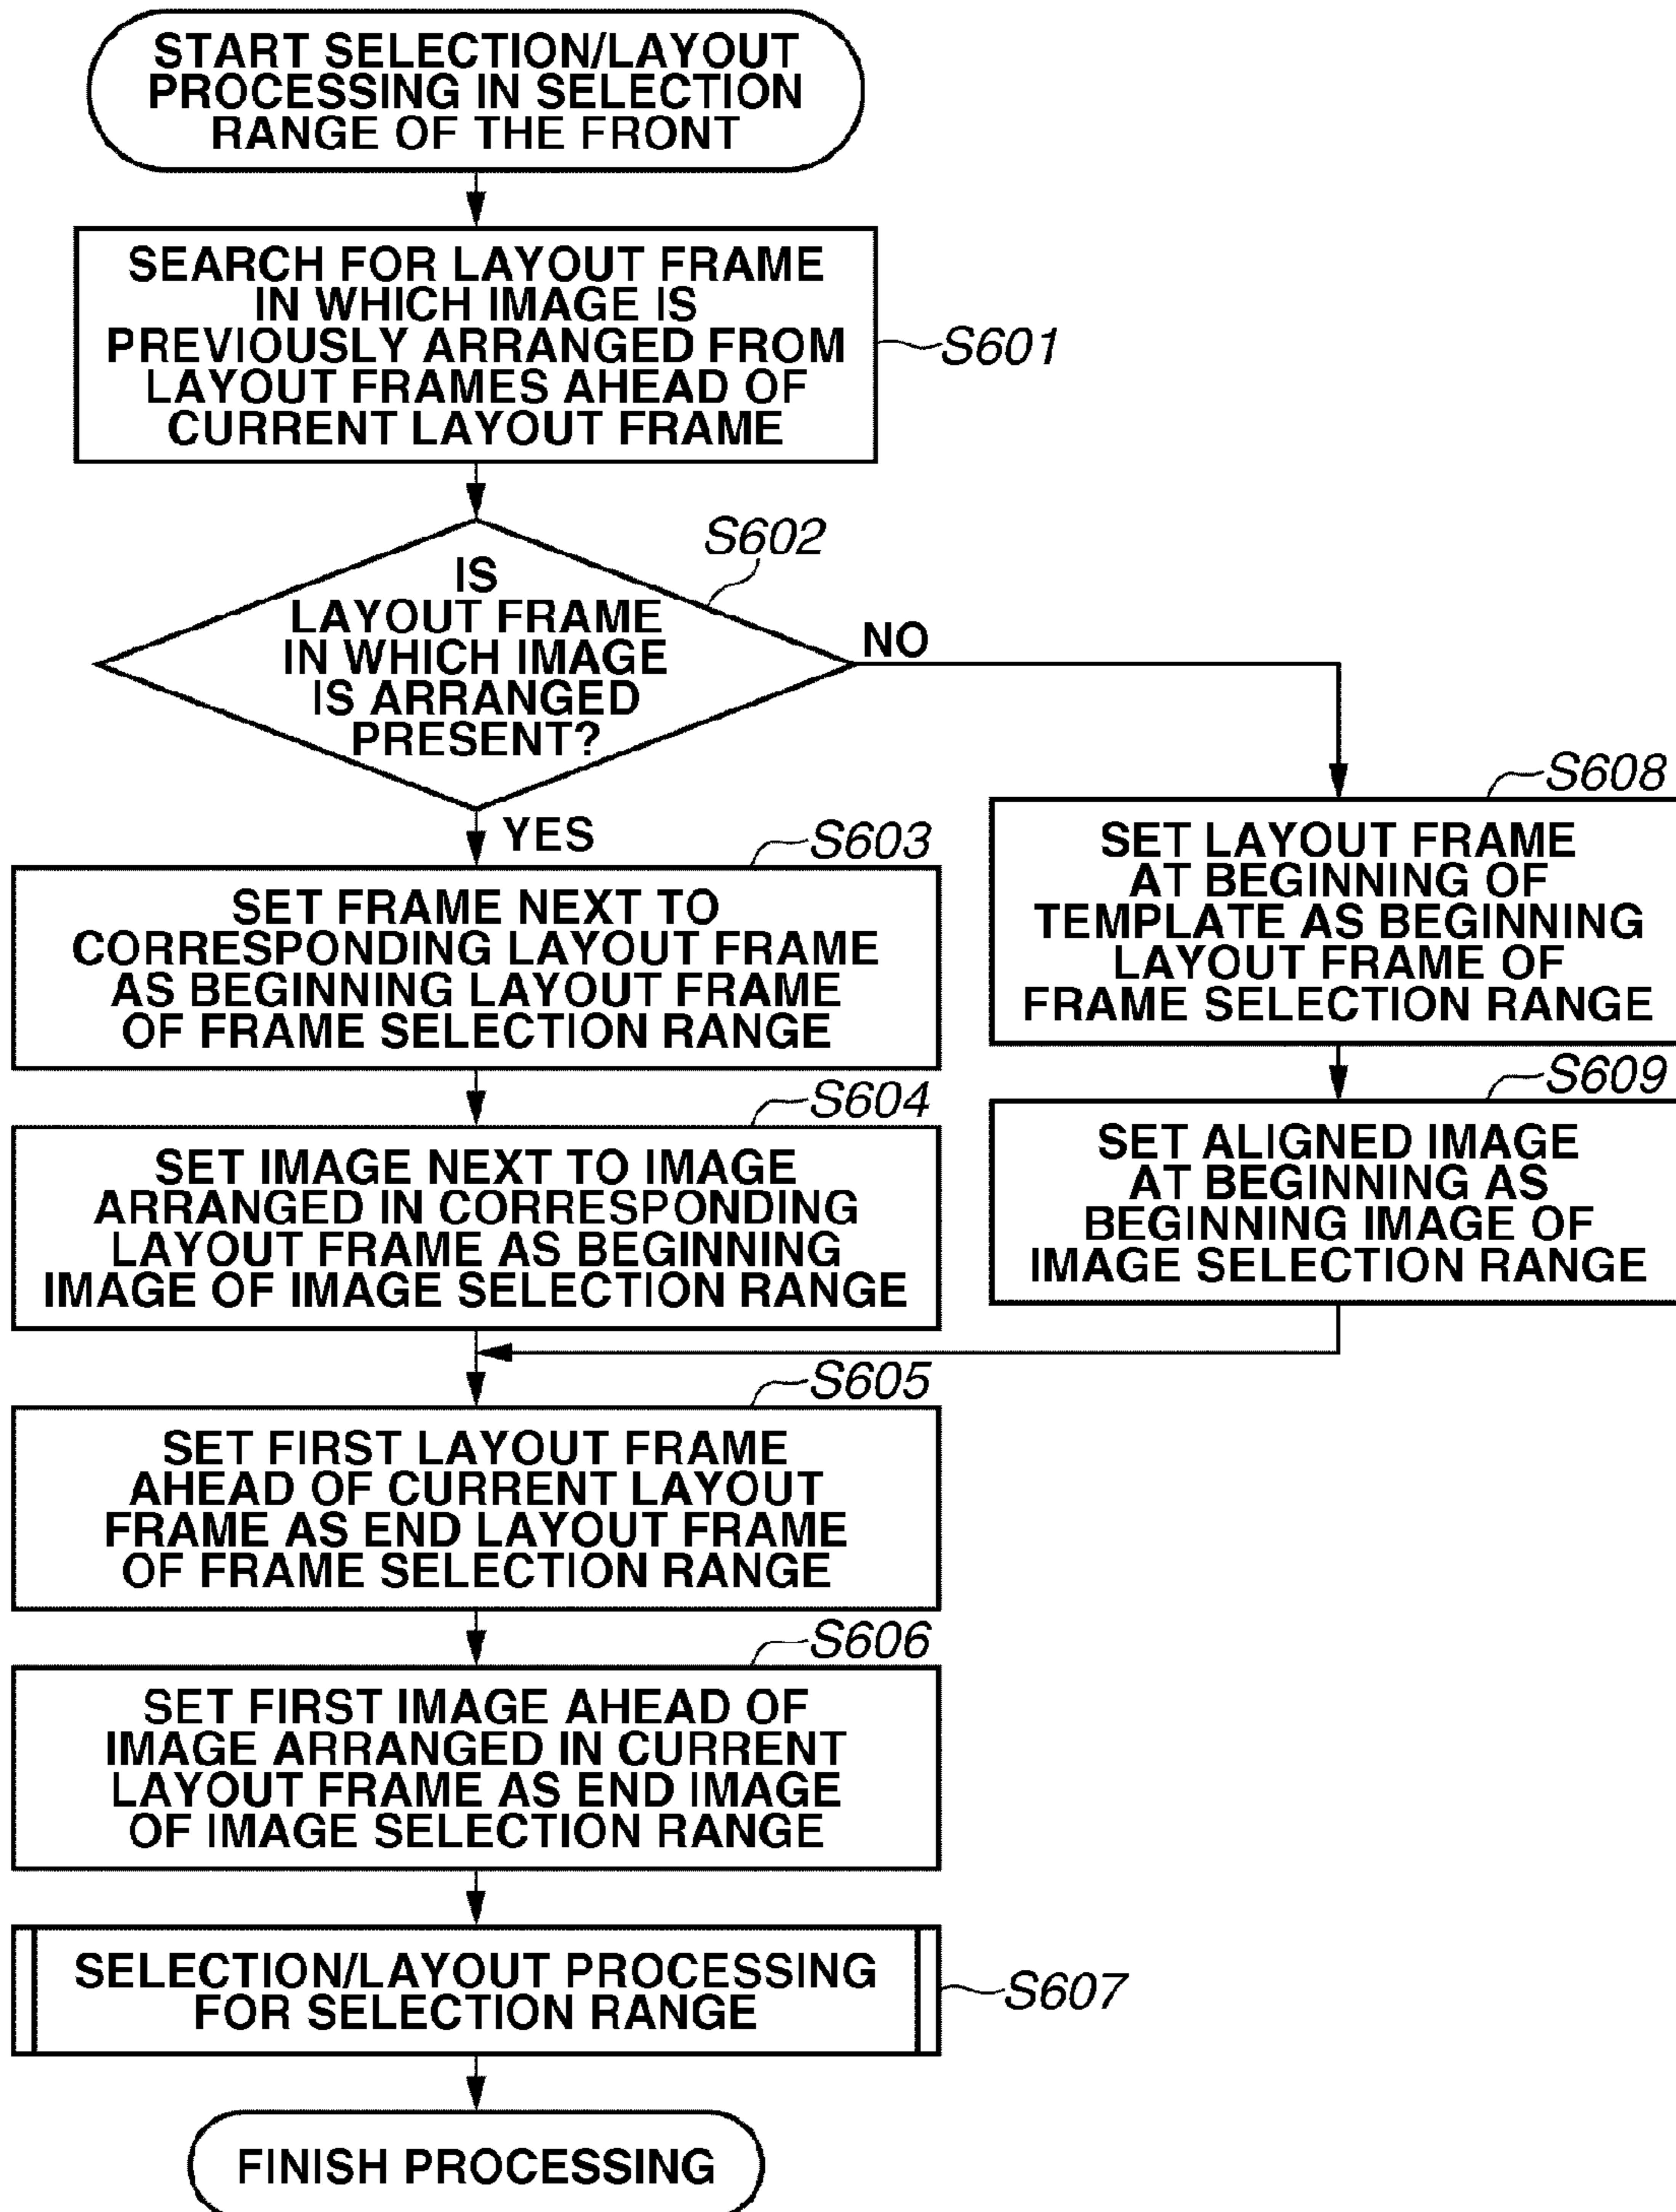 START SELECTION/LAYOUT
PROCESSING IN SELECTION
RANGE OF THE FRONT
SEARCH FOR LAYOUT FRAME
IN WHICH IMAGE IS
PREVIOUSLY ARRANGED FROM
LAYOUT FRAMES AHEAD OF
CURRENT LAYOUT FRAME
S601
S602
IS
LAYOUT FRAME
IN WHICH IMAGE
IS ARRANGED
PRESENT?
NO
YES
S603
SET FRAME NEXT TO
CORRESPONDING LAYOUT FRAME
AS BEGINNING LAYOUT FRAME
OF FRAME SELECTION RANGE
S604
SET IMAGE NEXT TO IMAGE
ARRANGED IN CORRESPONDING
LAYOUT FRAME AS BEGINNING
IMAGE OF IMAGE SELECTION RANGE
S608
SET LAYOUT FRAME
AT BEGINNING OF
TEMPLATE AS BEGINNING
LAYOUT FRAME OF
FRAME SELECTION RANGE
S609
SET ALIGNED IMAGE
AT BEGINNING AS
BEGINNING IMAGE OF
IMAGE SELECTION RANGE
S605
SET FIRST LAYOUT FRAME
AHEAD OF CURRENT LAYOUT
FRAME AS END LAYOUT FRAME
OF FRAME SELECTION RANGE
S606
SET FIRST IMAGE AHEAD OF
IMAGE ARRANGED IN CURRENT
LAYOUT FRAME AS END IMAGE
OF IMAGE SELECTION RANGE
SELECTION/LAYOUT PROCESSING
FOR SELECTION RANGE
S607
FINISH PROCESSING